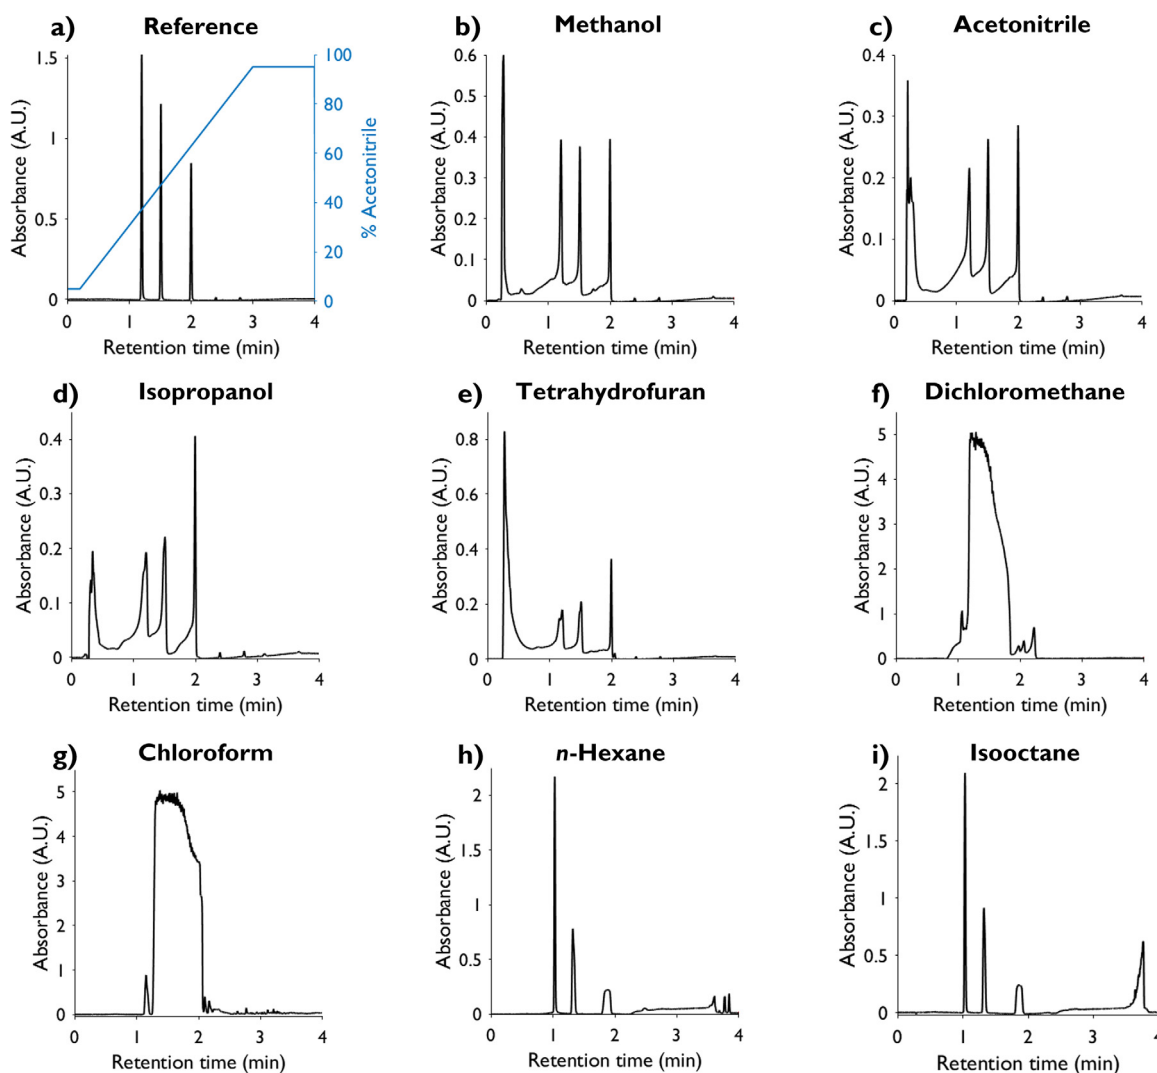 a) Reference
1.5
1
0.5
0
Absorbance (A.U.)
100
80
60
40
20
0
% Acetonitrile
0 1 2 3 4
Retention time (min)
b) Methanol
0.6
0.5
0.4
0.3
0.2
0.1
0
Absorbance (A.U.)
0 1 2 3 4
Retention time (min)
c) Acetonitrile
0.4
0.3
0.2
0.1
0
Absorbance (A.U.)
0 1 2 3 4
Retention time (min)
d) Isopropanol
0.4
0.3
0.2
0.1
0
Absorbance (A.U.)
0 1 2 3 4
Retention time (min)
e) Tetrahydrofuran
0.8
0.6
0.4
0.2
0
Absorbance (A.U.)
0 1 2 3 4
Retention time (min)
f) Dichloromethane
5
4
3
2
1
0
Absorbance (A.U.)
0 1 2 3 4
Retention time (min)
g) Chloroform
5
4
3
2
1
0
Absorbance (A.U.)
0 1 2 3 4
Retention time (min)
h) n-Hexane
2
1.5
1
0.5
0
Absorbance (A.U.)
0 1 2 3 4
Retention time (min)
i) Isooctane
2
1.5
1
0.5
0
Absorbance (A.U.)
0 1 2 3 4
Retention time (min)